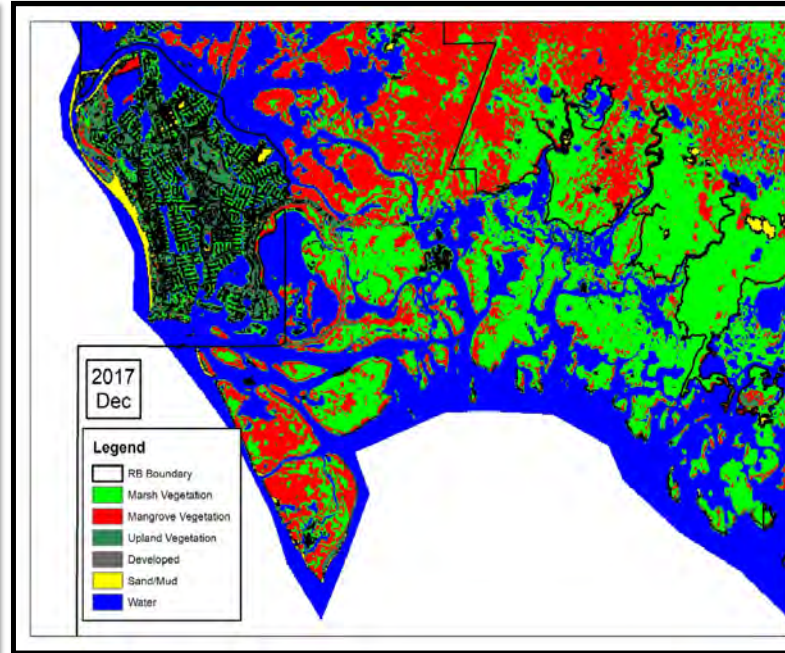 2017
Dec
Legend
RB Boundary
Marsh Vegetation
Mangrove Vegetation
Upland Vegetation
Developed
Sand/Mud
Water